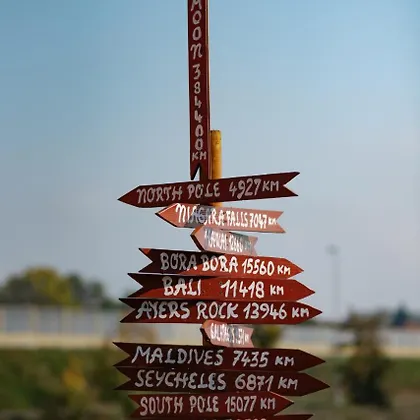 MOON 384400 KM
NORTH POLE 4927 KM
NIAGARA FALLS 7047 KM
BORA BORA 15560 KM
BALI 11418 KM
AYERS ROCK 13946 KM
MALDIVES 7435 KM
SEYCHELES 6871 KM
SOUTH POLE 15077 KM